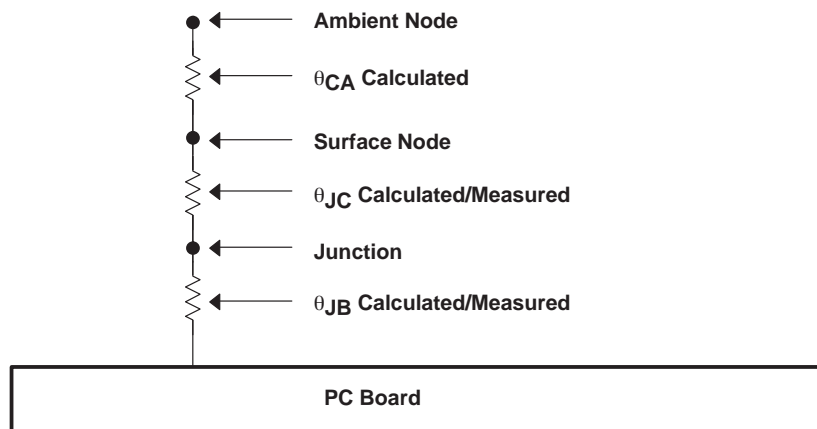 Ambient Node
θCA Calculated
Surface Node
θJC Calculated/Measured
Junction
θJB Calculated/Measured
PC Board